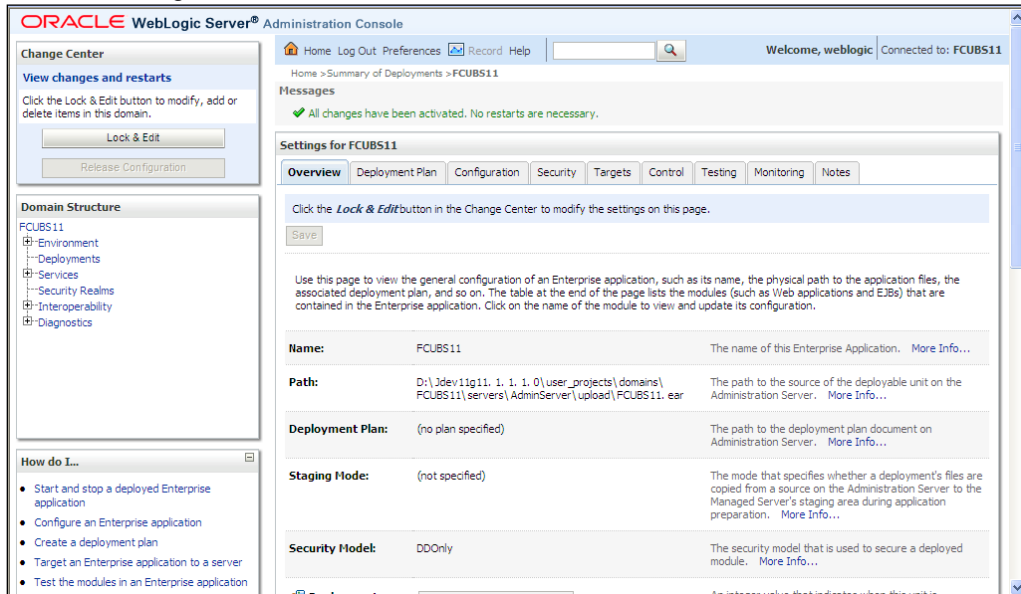 ORACLE WebLogic Server® Administration Console
Change Center
View changes and restarts
Click the Lock & Edit button to modify, add or
delete items in this domain.
Lock & Edit
Release Configuration
Domain Structure
FCUBS11
Environment
Deployments
Services
Security Realms
Interoperability
Diagnostics
How do I...
Start and stop a deployed Enterprise
application
Configure an Enterprise application
Create a deployment plan
Target an Enterprise application to a server
Test the modules in an Enterprise application
Home Log Out Preferences Record Help
Welcome, weblogic Connected to: FCUBS11
Home >Summary of Deployments >FCUBS11
Messages
All changes have been activated. No restarts are necessary.
Settings for FCUBS11
Overview Deployment Plan Configuration Security Targets Control Testing Monitoring Notes
Click the Lock & Edit button in the Change Center to modify the settings on this page.
Save
Use this page to view the general configuration of an Enterprise application, such as its name, the physical path to the application files, the
associated deployment plan, and so on. The table at the end of the page lists the modules (such as Web applications and EJBs) that are
contained in the Enterprise application. Click on the name of the module to view and update its configuration.
Name: FCUBS11 The name of this Enterprise Application. More Info...
Path: D:\Jdev11g11. 1. 1. 1. 0\user_projects\domains\ The path to the source of the deployable unit on the
FCUBS11\servers\AdminServer\upload\FCUBS11. ear Administration Server. More Info...
Deployment Plan: (no plan specified) The path to the deployment plan document on
Administration Server. More Info...
Staging Mode: (not specified) The mode that specifies whether a deployment's files are
copied from a source on the Administration Server to the
Managed Server's staging area during application
preparation. More Info...
Security Model: DDOnly The security model that is used to secure a deployed
module. More Info...